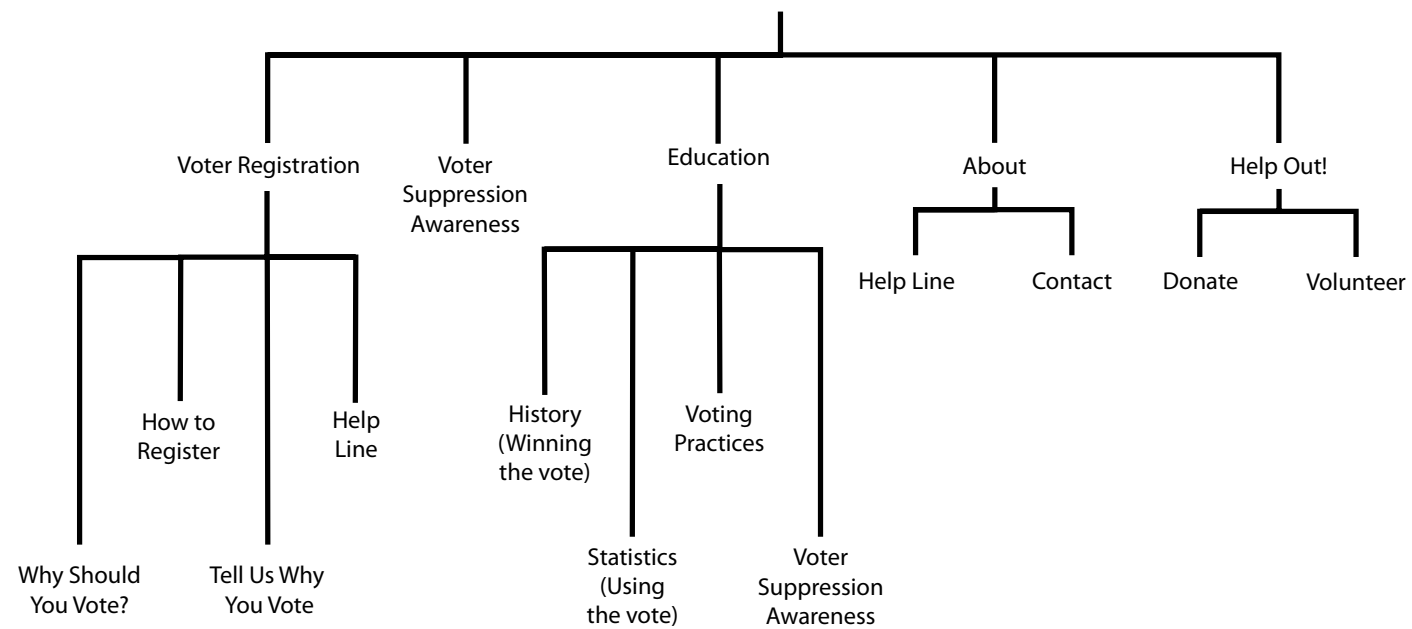 Voter Registration
Voter
Suppression
Awareness
Education
About
Help Out!
Help Line
Contact
Donate
Volunteer
How to
Register
Help
Line
History
(Winning
the vote)
Voting
Practices
Why Should
You Vote?
Tell Us Why
You Vote
Statistics
(Using
the vote)
Voter
Suppression
Awareness